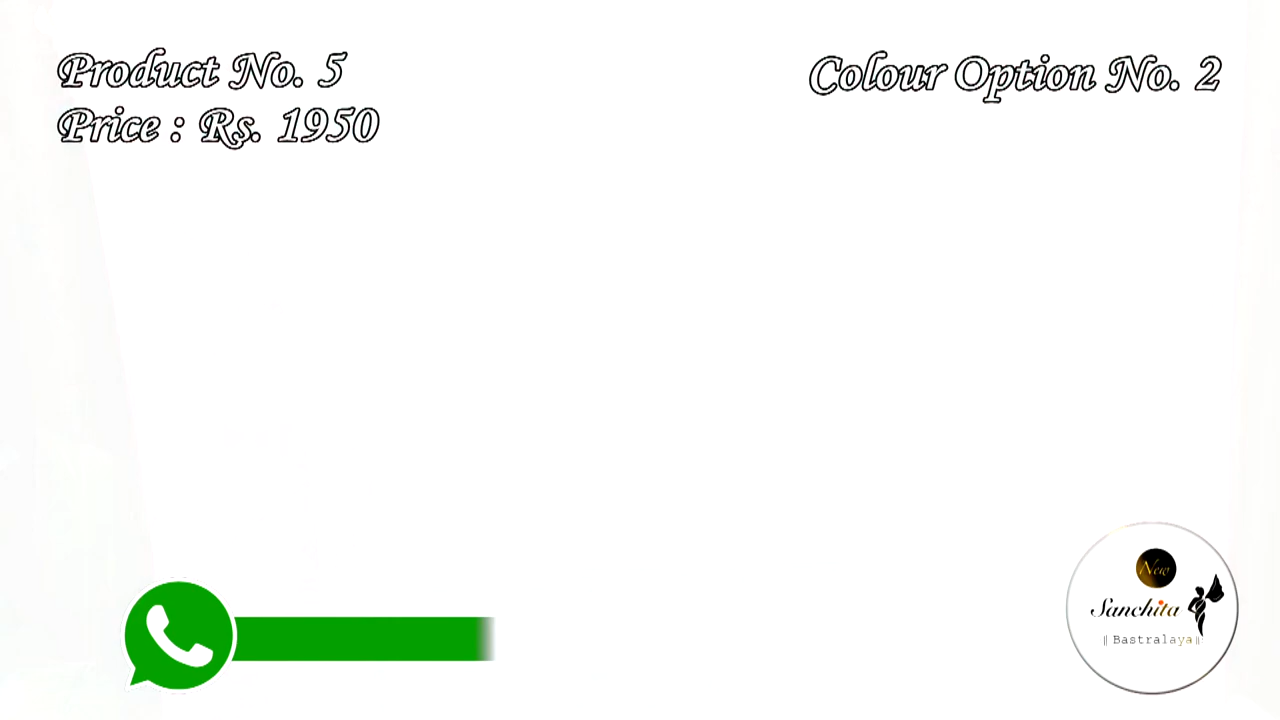 Product No. 5
Price : Rs. 1950
Colour Option No. 2
New
Sanchita
|| Bastralaya ||